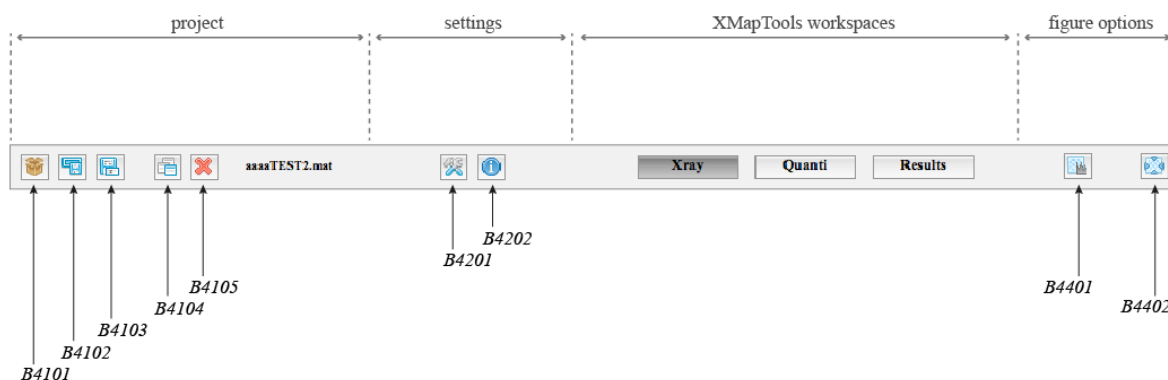 project
settings
XMapTools workspaces
figure options
aaaaTEST2.mat
Xray
Quanti
Results
B4202
B4201
B4105
B4401
B4104
B4402
B4103
B4102
B4101